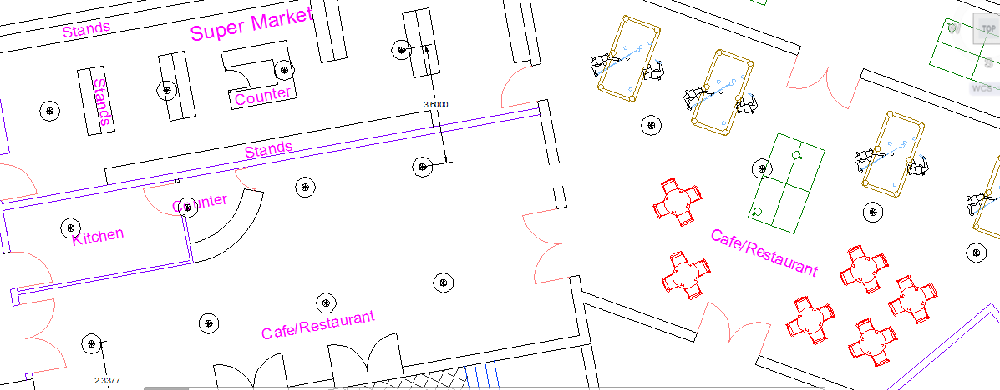 Stands
Super Market
TOP
S
WCS
Stands
Counter
3.6000
Stands
Counter
Kitchen
Cafe/Restaurant
Cafe/Restaurant
2.3377